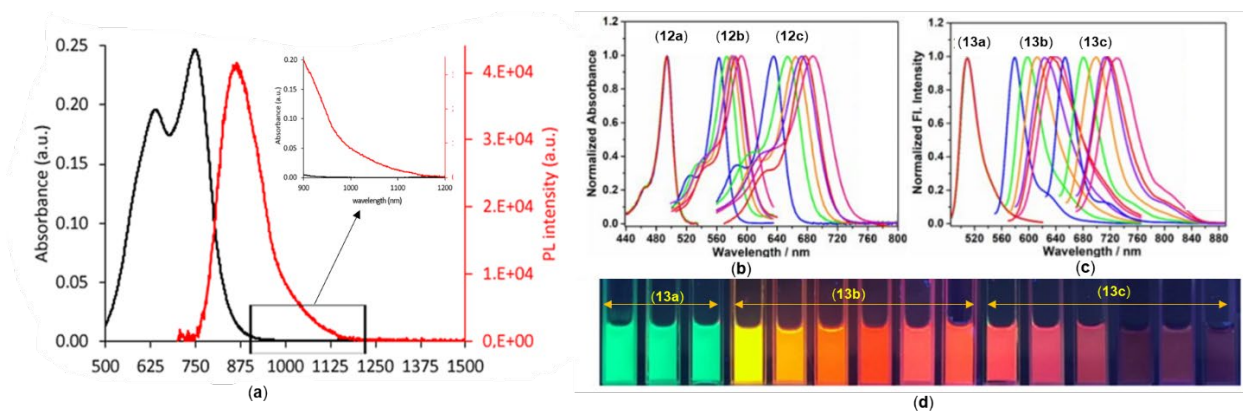 0.25
0.20
0.15
0.10
0.05
0.00
Absorbance (a.u.)
500 625 750 875 1000 1125 1250 1375 1500
4.E+04
3.E+04
2.E+04
1.E+04
0,E+00
PL intensity (a.u.)
0.20
0.15
0.10
0.05
0.00
Absorbance (a.u.)
900 1000 1100 1200
wavelength (nm)
(a)
1.2
1.0
0.8
0.6
0.4
0.2
0.0
Normalized Absorbance
(12a) (12b) (12c)
440 480 520 560 600 640 680 720 760 800
Wavelength / nm
(b)
1.2
1.0
0.8
0.6
0.4
0.2
0.0
Normalized Fl. Intensity
(13a) (13b) (13c)
520 560 600 640 680 720 760 800 840 880
Wavelength / nm
(c)
(13a) (13b) (13c)
(d)